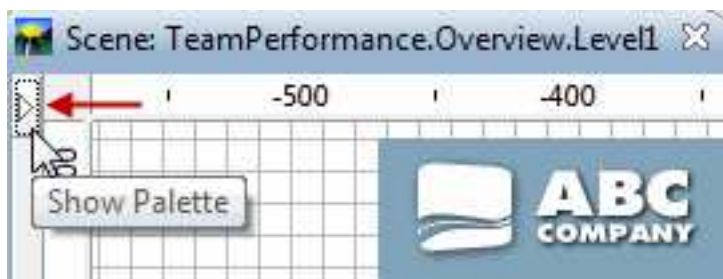 Scene: TeamPerformance.Overview.Level1
-500 -400
Show Palette
ABC
COMPANY